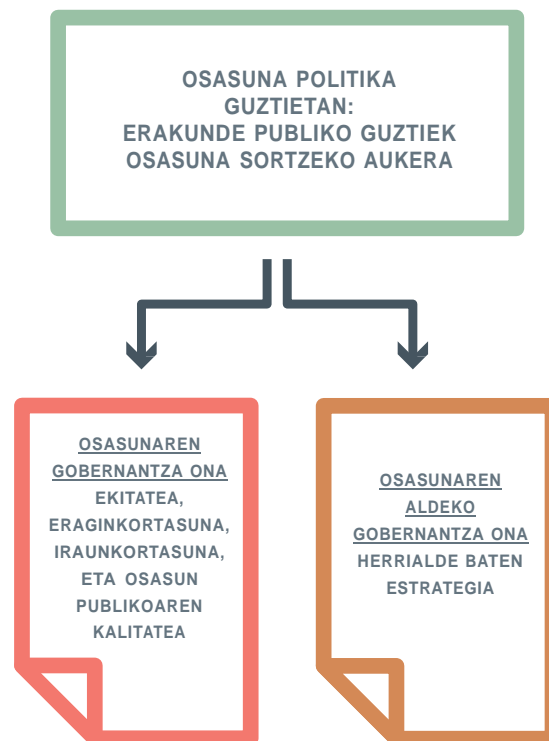 OSASUNA POLITIKA
GUZTIETAN:
ERAKUNDE PUBLIKO GUZTIEK
OSASUNA SORTZEKO AUKERA
OSASUNAREN
GOBERNANTZA ONA
EKITATEA,
ERAGINKORTASUNA,
IRAUNKORTASUNA,
ETA OSASUN
PUBLIKOAREN
KALITATEA
OSASUNAREN
ALDEKO
GOBERNANTZA ONA
HERRIALDE BATEN
ESTRATEGIA